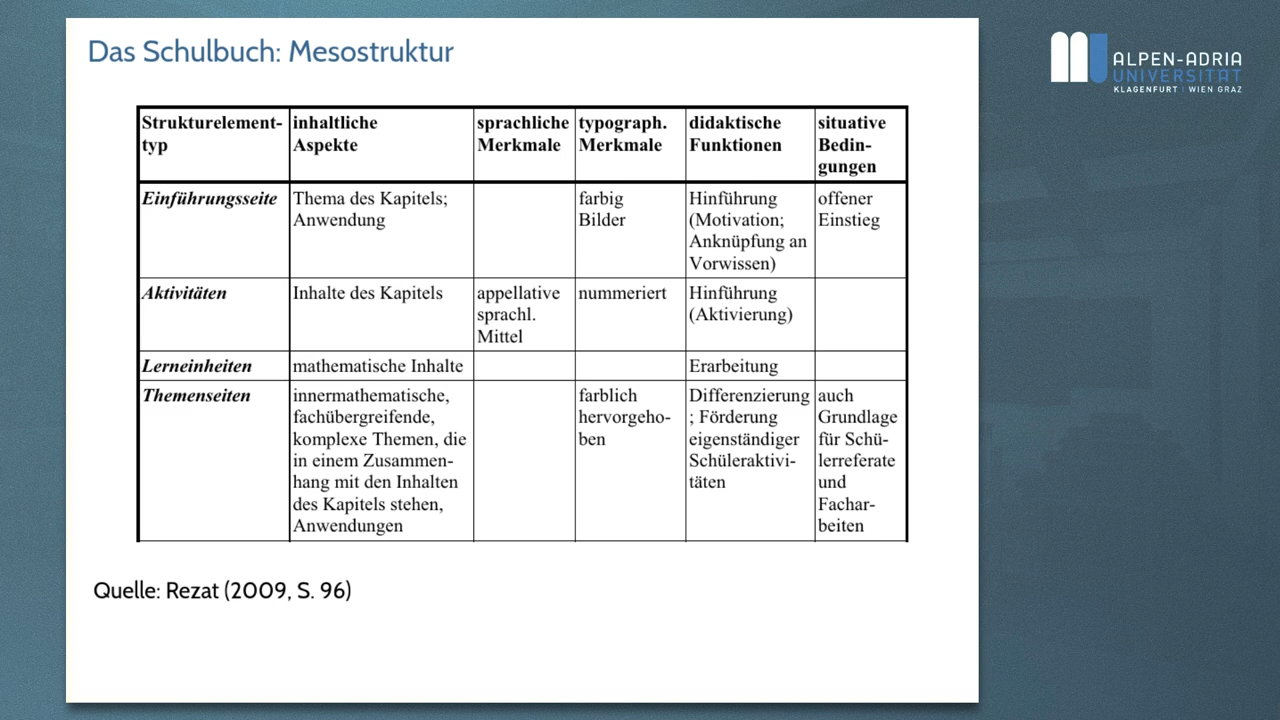 Das Schulbuch: Mesostruktur
ALPEN-ADRIA
UNIVERSITÄT
KLAGENFURT | WIEN GRAZ
Strukturelement-typ | inhaltliche Aspekte | sprachliche Merkmale | typograph. Merkmale | didaktische Funktionen | situative Bedin-gungen
Einführungsseite | Thema des Kapitels; Anwendung | | farbig Bilder | Hinführung (Motivation; Anknüpfung an Vorwissen) | offener Einstieg
Aktivitäten | Inhalte des Kapitels | appellative sprachl. Mittel | nummeriert | Hinführung (Aktivierung) |
Lerneinheiten | mathematische Inhalte | | | Erarbeitung |
Themenseiten | innermathematische, fachübergreifende, komplexe Themen, die in einem Zusammen-hang mit den Inhalten des Kapitels stehen, Anwendungen | | farblich hervorgeho-ben | Differenzierung ; Förderung eigenständiger Schüleraktivi-täten | auch Grundlage für Schü-lerreferate und Fachar-beiten
Quelle: Rezat (2009, S. 96)